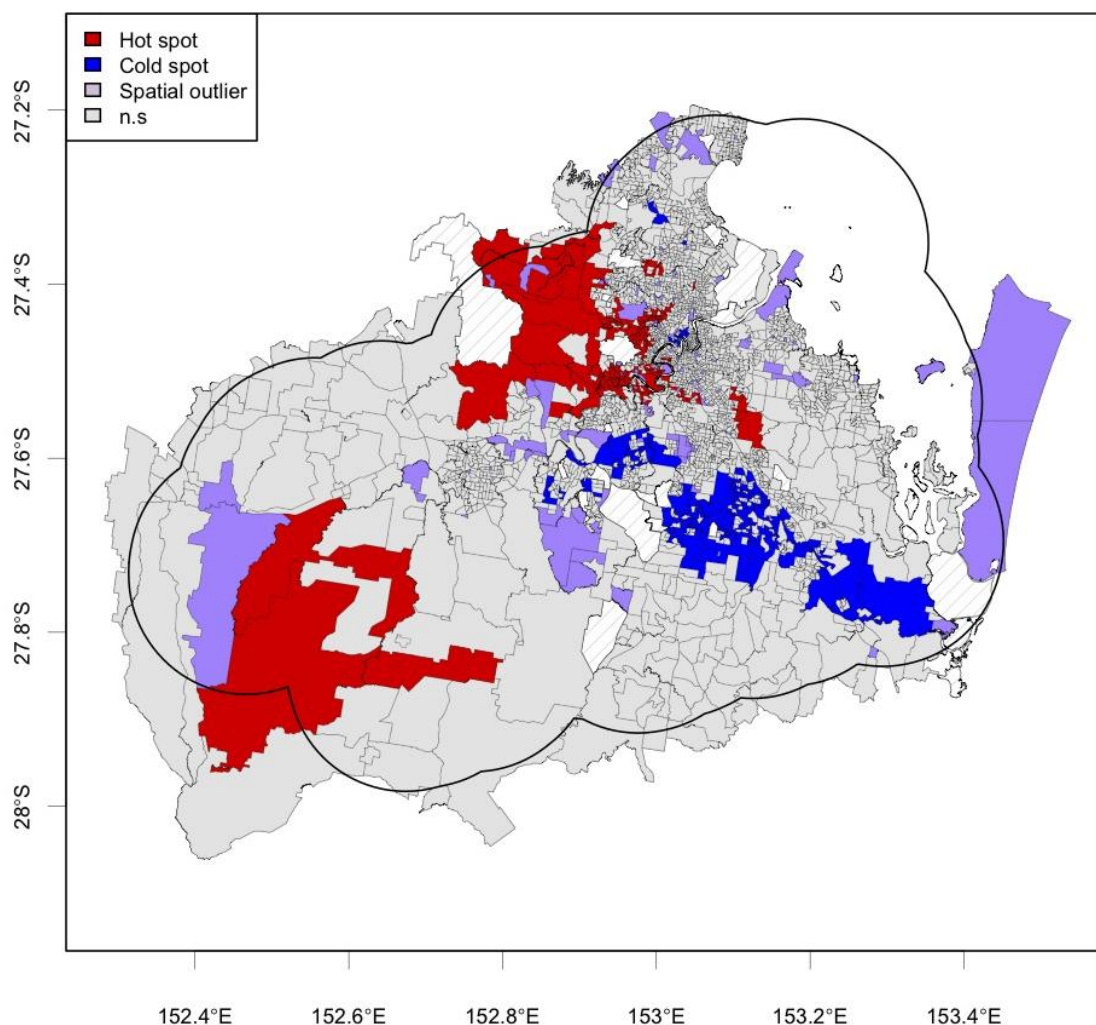 Hot spot
Cold spot
Spatial outlier
n.s
27.2°S
27.4°S
27.6°S
27.8°S
28°S
152.4°E 152.6°E 152.8°E 153°E 153.2°E 153.4°E